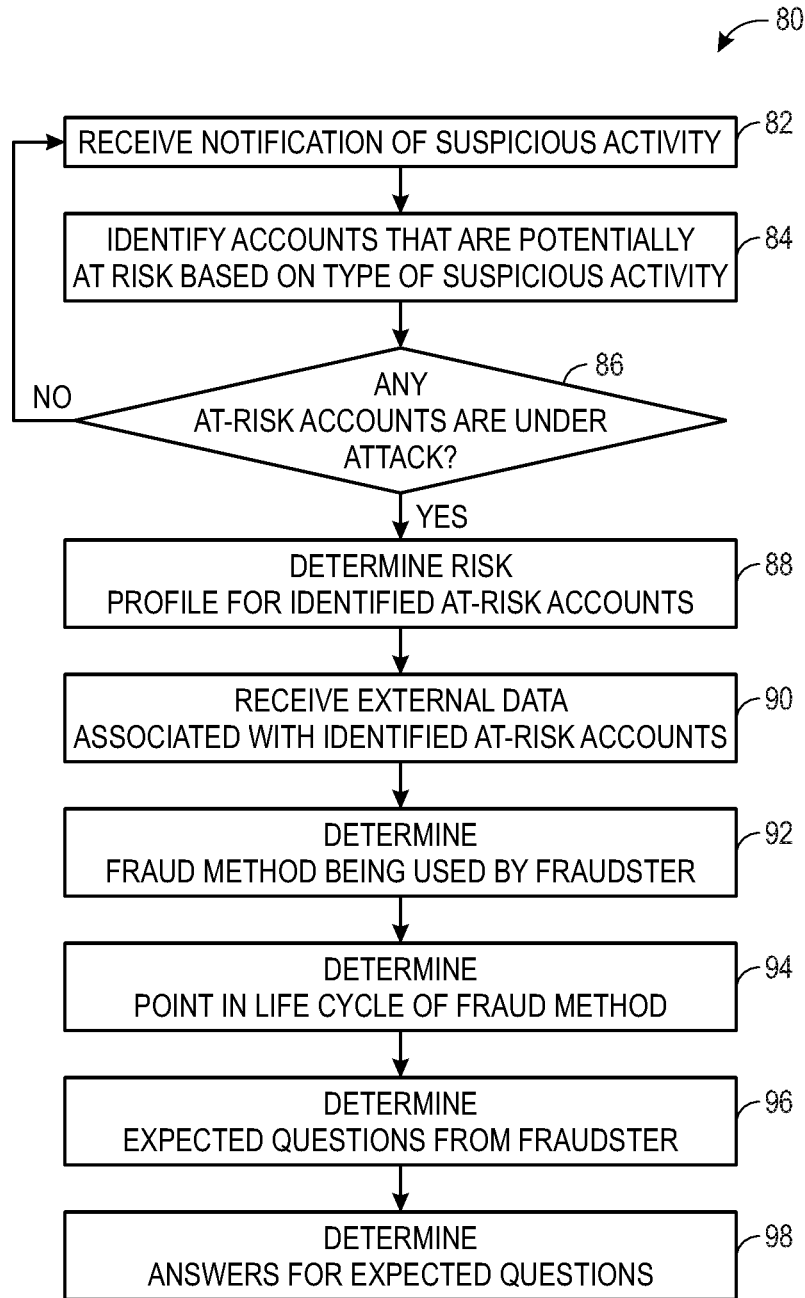 80
RECEIVE NOTIFICATION OF SUSPICIOUS ACTIVITY
82
IDENTIFY ACCOUNTS THAT ARE POTENTIALLY
AT RISK BASED ON TYPE OF SUSPICIOUS ACTIVITY
84
86
ANY
AT-RISK ACCOUNTS ARE UNDER
ATTACK?
NO
YES
DETERMINE RISK
PROFILE FOR IDENTIFIED AT-RISK ACCOUNTS
88
RECEIVE EXTERNAL DATA
ASSOCIATED WITH IDENTIFIED AT-RISK ACCOUNTS
90
DETERMINE
FRAUD METHOD BEING USED BY FRAUDSTER
92
DETERMINE
POINT IN LIFE CYCLE OF FRAUD METHOD
94
DETERMINE
EXPECTED QUESTIONS FROM FRAUDSTER
96
DETERMINE
ANSWERS FOR EXPECTED QUESTIONS
98